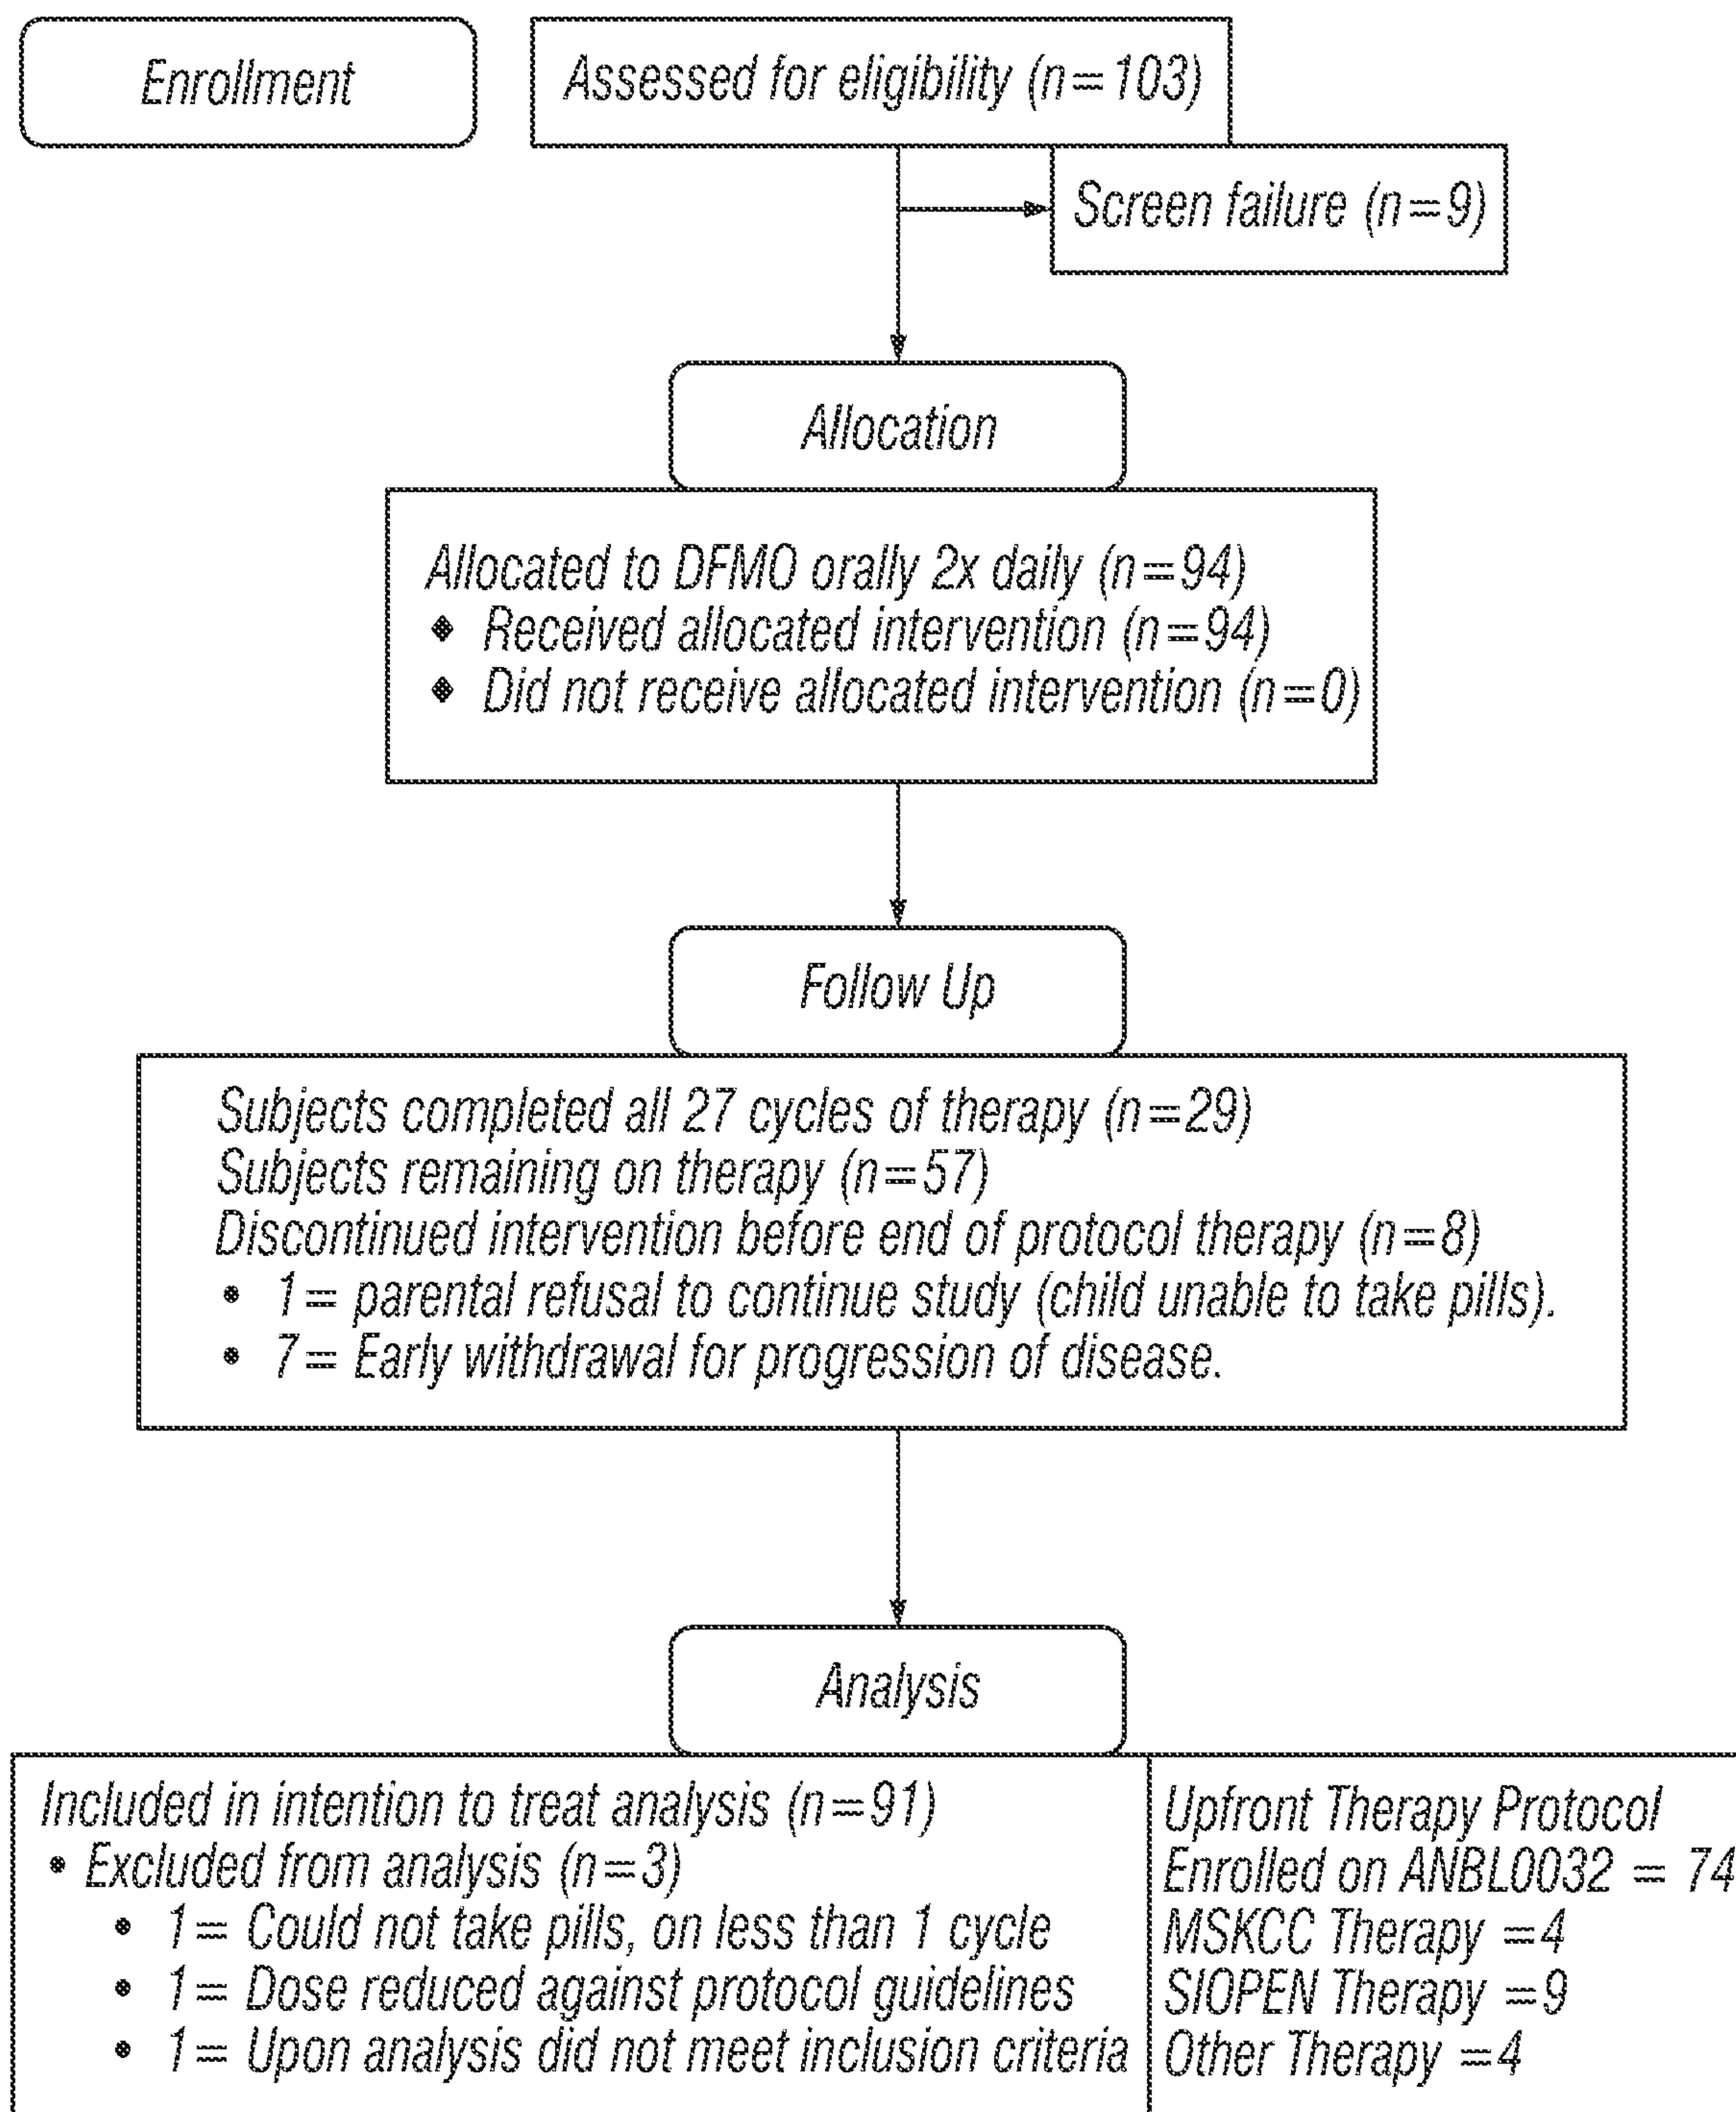 Enrollment
Assessed for eligibility (n=103)
Screen failure (n=9)
Allocation
Allocated to DFMO orally 2x daily (n=94)
♦ Received allocated intervention (n=94)
♦ Did not receive allocated intervention (n=0)
Follow Up
Subjects completed all 27 cycles of therapy (n=29)
Subjects remaining on therapy (n=57)
Discontinued intervention before end of protocol therapy (n=8)
• 1= parental refusal to continue study (child unable to take pills).
• 7= Early withdrawal for progression of disease.
Analysis
Included in intention to treat analysis (n=91)
• Excluded from analysis (n=3)
• 1= Could not take pills, on less than 1 cycle
• 1= Dose reduced against protocol guidelines
• 1= Upon analysis did not meet inclusion criteria
Upfront Therapy Protocol
Enrolled on ANBL0032 = 74
MSKCC Therapy =4
SIOPEN Therapy =9
Other Therapy =4